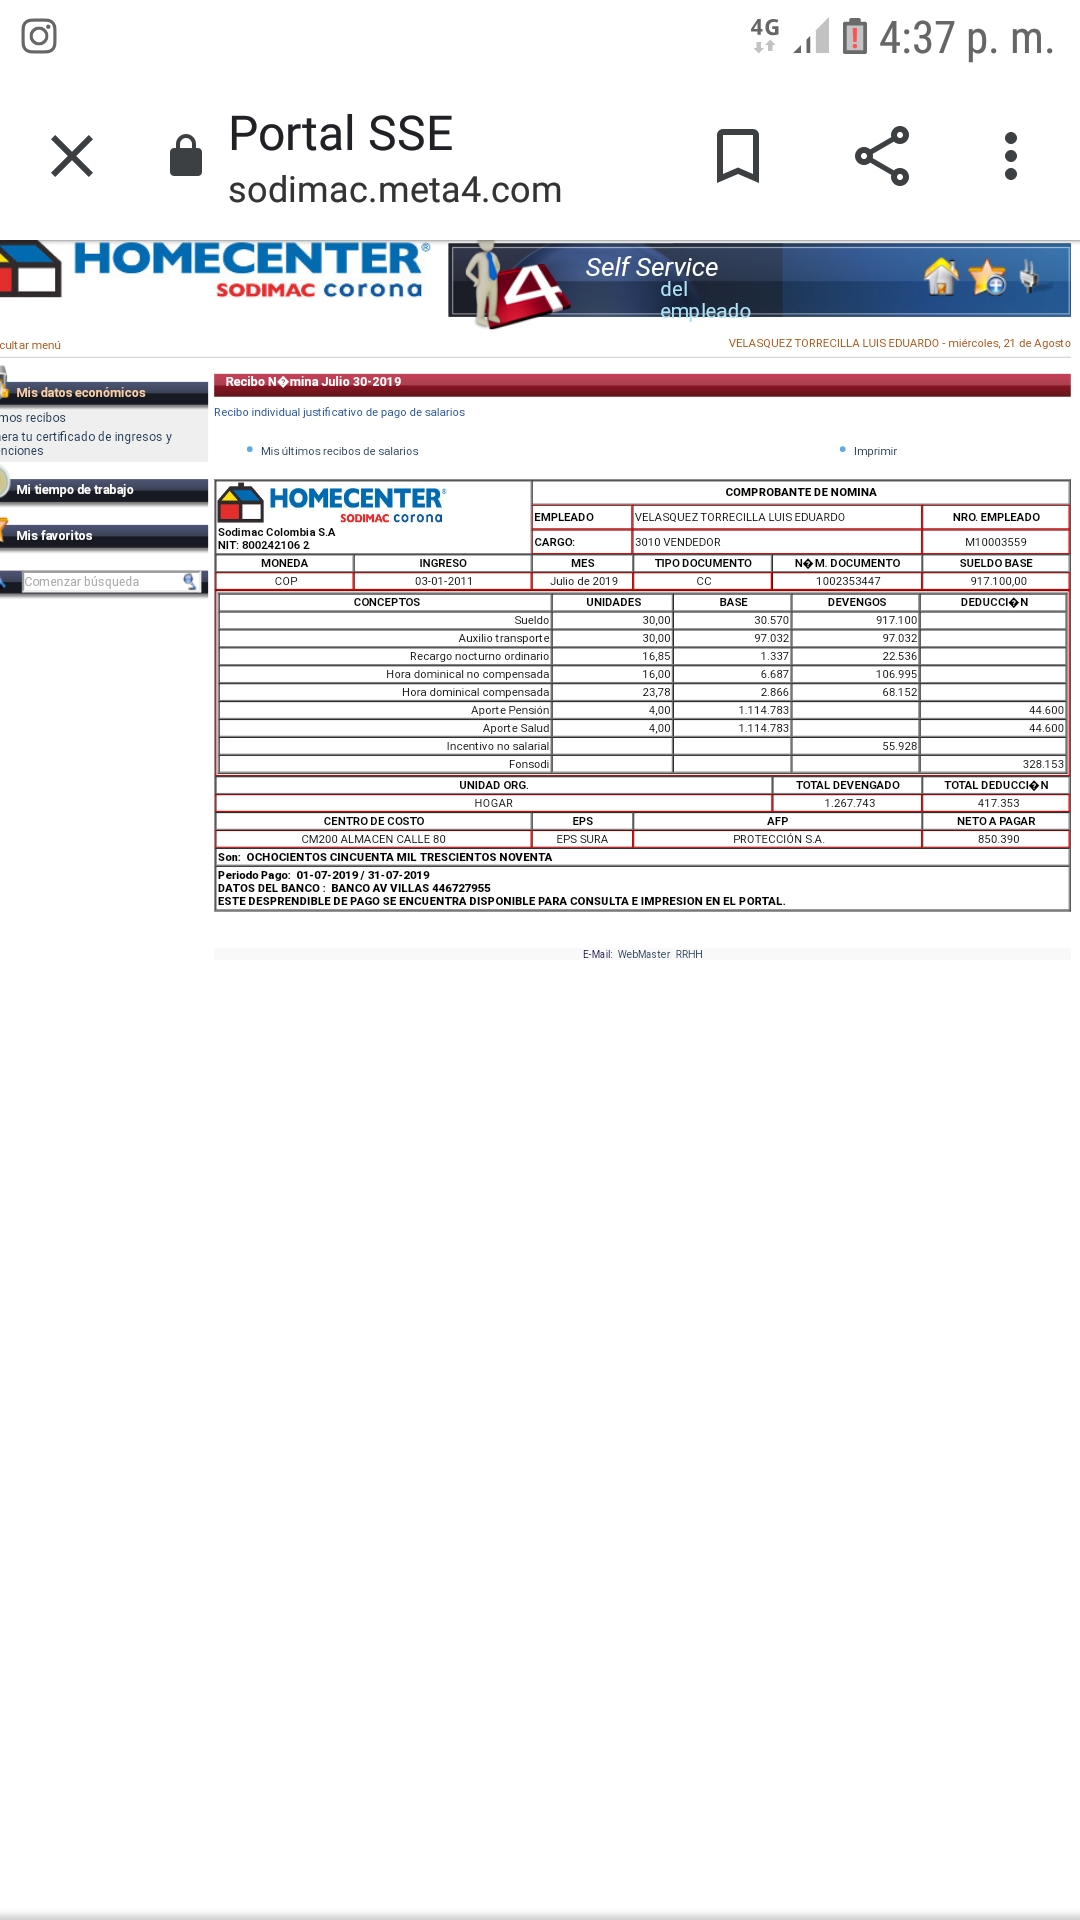 4G 4:37 p. m.
Portal SSE
sodimac.meta4.com
HOMECENTER®
SODIMAC corona
4
Self Service
del
empleado
cultar menú
VELASQUEZ TORRECILLA LUIS EDUARDO - miércoles, 21 de Agosto
Mis datos económicos
mos recibos
era tu certificado de ingresos y
nciones
Mi tiempo de trabajo
Mis favoritos
Comenzar búsqueda
Recibo N�mina Julio 30-2019
Recibo individual justificativo de pago de salarios
Mis últimos recibos de salarios
Imprimir
HOMECENTER
SODIMAC corona
Sodimac Colombia S.A
NIT: 800242106 2
COMPROBANTE DE NOMINA
EMPLEADO VELASQUEZ TORRECILLA LUIS EDUARDO NRO. EMPLEADO
CARGO: 3010 VENDEDOR M10003559
MONEDA INGRESO MES TIPO DOCUMENTO N�M. DOCUMENTO SUELDO BASE
COP 03-01-2011 Julio de 2019 CC 1002353447 917.100,00
CONCEPTOS UNIDADES BASE DEVENGOS DEDUCCI�N
Sueldo 30,00 30.570 917.100
Auxilio transporte 30,00 97.032 97.032
Recargo nocturno ordinario 16,85 1.337 22.536
Hora dominical no compensada 16,00 6.687 106.995
Hora dominical compensada 23,78 2.866 68.152
Aporte Pensión 4,00 1.114.783 44.600
Aporte Salud 4,00 1.114.783 44.600
Incentivo no salarial 55.928
Fonsodi 328.153
UNIDAD ORG. TOTAL DEVENGADO TOTAL DEDUCCI�N
HOGAR 1.267.743 417.353
CENTRO DE COSTO EPS AFP NETO A PAGAR
CM200 ALMACEN CALLE 80 EPS SURA PROTECCIÓN S.A. 850.390
Son: OCHOCIENTOS CINCUENTA MIL TRESCIENTOS NOVENTA
Periodo Pago: 01-07-2019 / 31-07-2019
DATOS DEL BANCO : BANCO AV VILLAS 446727955
ESTE DESPRENDIBLE DE PAGO SE ENCUENTRA DISPONIBLE PARA CONSULTA E IMPRESION EN EL PORTAL.
E-Mail: WebMaster RRHH